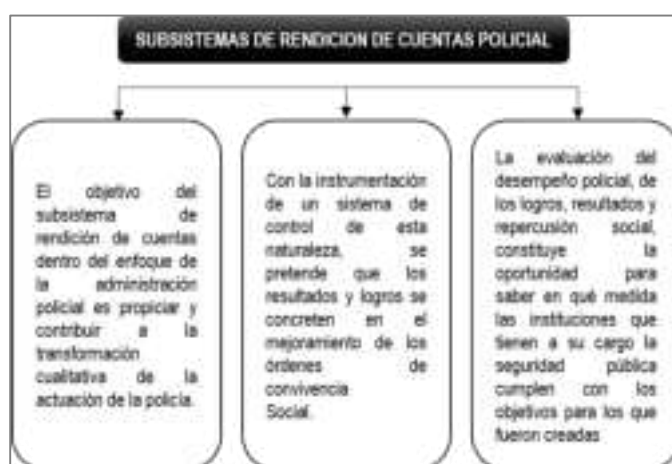 SUBSISTEMAS DE RENDICION DE CUENTAS POLICIAL
El objetivo del
subsistema de
rendición de cuentas
dentro del enfoque de
la administración
policial es propiciar y
contribuir a la
transformación
cualitativa de la
actuación de la policía.
Con la instrumentación
de un sistema de
control de esta
naturaleza, se
pretende que los
resultados y logros se
concreten en el
mejoramiento de los
órdenes de
convivencia
Social.
La evaluación del
desempeño policial, de
los logros, resultados y
repercusión social,
constituye la
oportunidad para
saber en qué medida
las instituciones que
tienen a su cargo la
seguridad pública
cumplen con los
objetivos para los que
fueron creadas